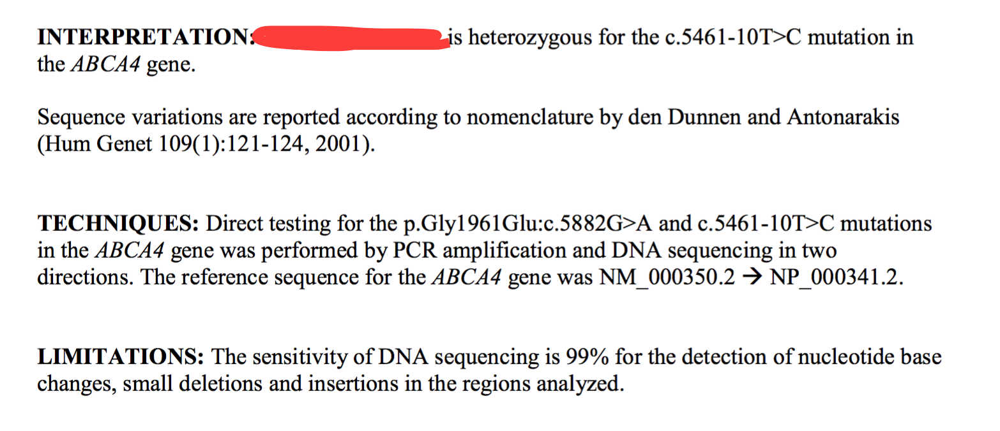 INTERPRETATION: is heterozygous for the c.5461-10T>C mutation in
the ABCA4 gene.
Sequence variations are reported according to nomenclature by den Dunnen and Antonarakis
(Hum Genet 109(1):121-124, 2001).
TECHNIQUES: Direct testing for the p.Gly1961Glu:c.5882G>A and c.5461-10T>C mutations
in the ABCA4 gene was performed by PCR amplification and DNA sequencing in two
directions. The reference sequence for the ABCA4 gene was NM_000350.2 → NP_000341.2.
LIMITATIONS: The sensitivity of DNA sequencing is 99% for the detection of nucleotide base
changes, small deletions and insertions in the regions analyzed.